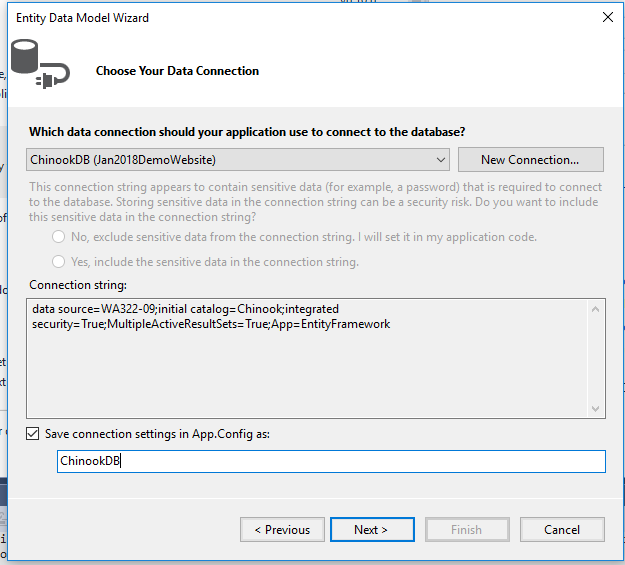 Entity Data Model Wizard
Choose Your Data Connection
Which data connection should your application use to connect to the database?
ChinookDB (Jan2018DemoWebsite)
New Connection...
This connection string appears to contain sensitive data (for example, a password) that is required to connect
to the database. Storing sensitive data in the connection string can be a security risk. Do you want to include
this sensitive data in the connection string?
No, exclude sensitive data from the connection string. I will set it in my application code.
Yes, include the sensitive data in the connection string.
Connection string:
data source=WA322-09;initial catalog=Chinook;integrated
security=True;MultipleActiveResultSets=True;App=EntityFramework
Save connection settings in App.Config as:
ChinookDB
< Previous
Next >
Finish
Cancel